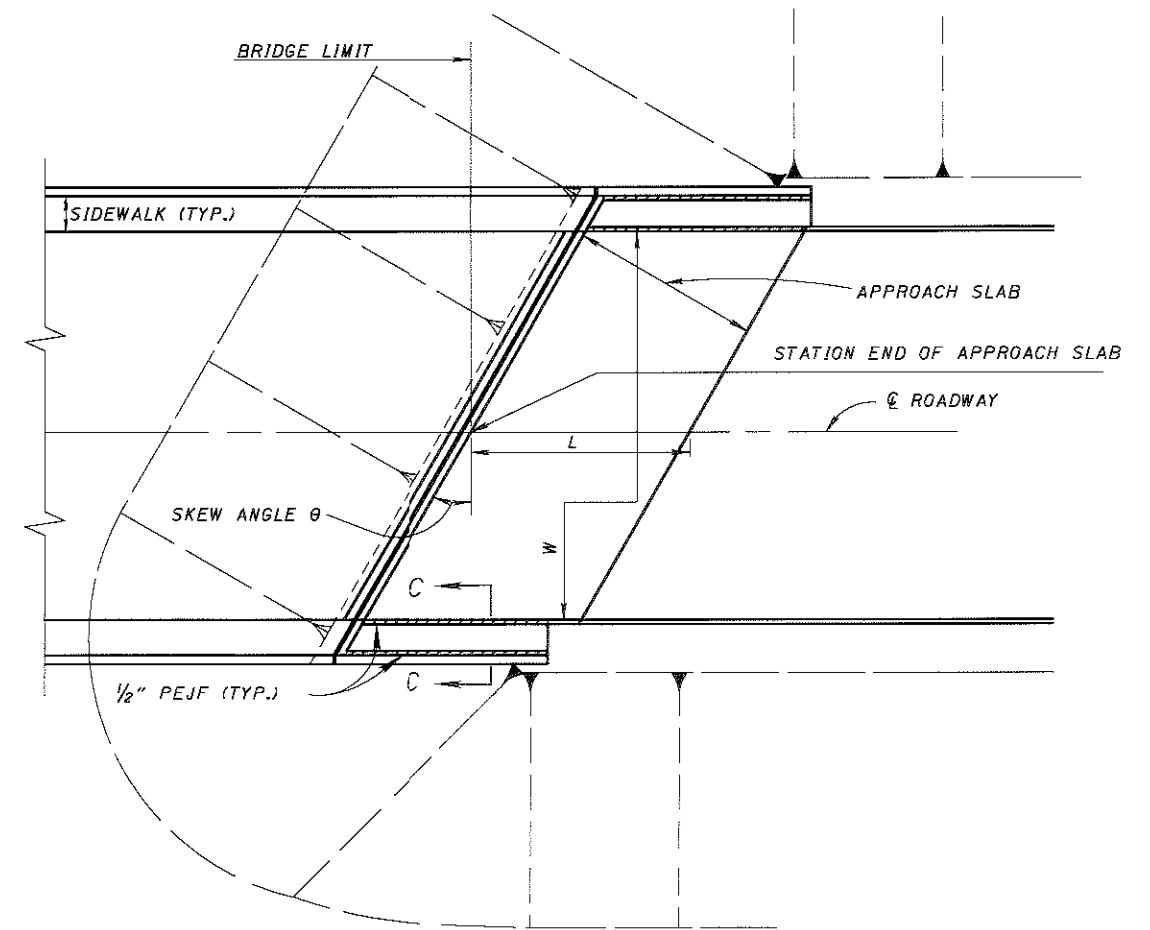 BRIDGE LIMIT
SIDEWALK (TYP.)
APPROACH SLAB
STATION END OF APPROACH SLAB
℄ ROADWAY
L
SKEW ANGLE θ
W
C
C
½" PEJF (TYP.)